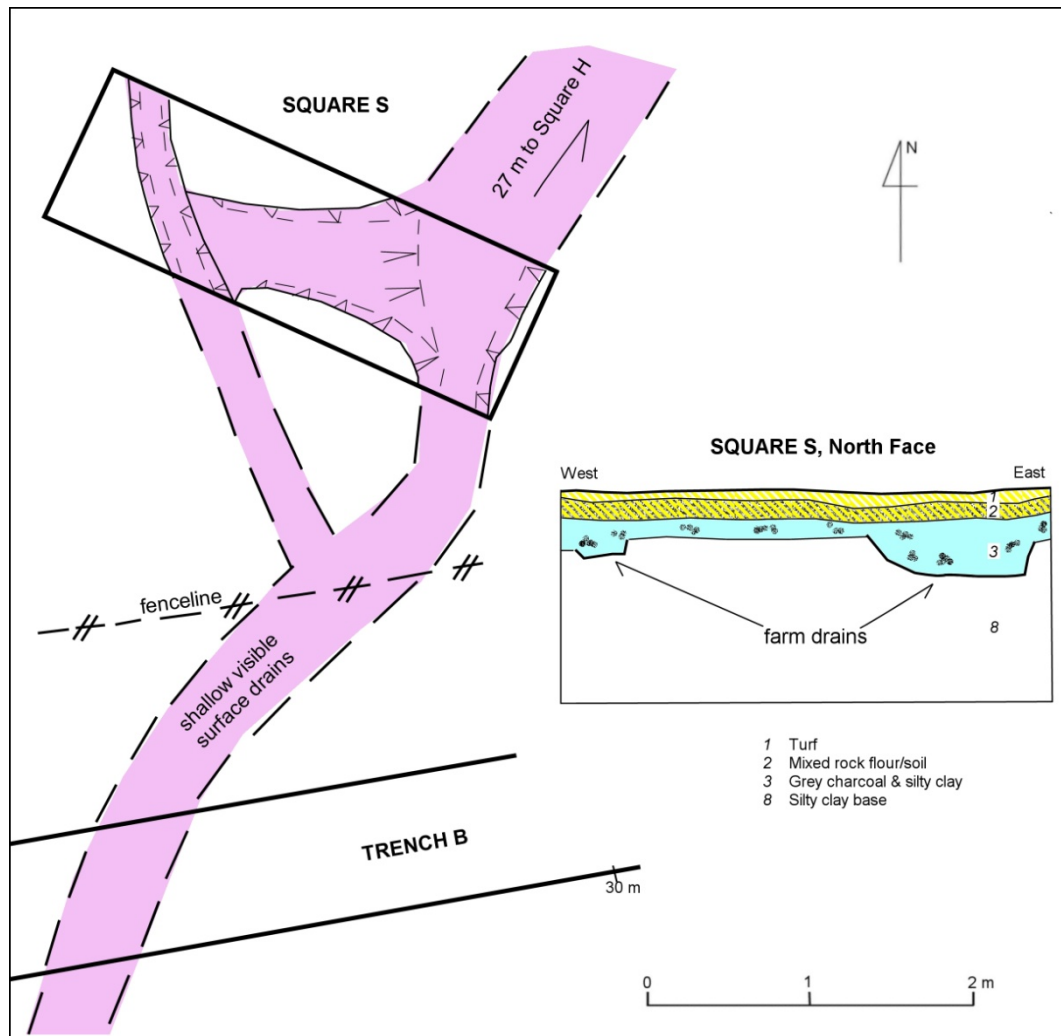 SQUARE S
27 m to Square H
N
SQUARE S, North Face
West
East
1
2
3
fenceline
farm drains
8
shallow visible
surface drains
1 Turf
2 Mixed rock flour/soil
3 Grey charcoal & silty clay
8 Silty clay base
TRENCH B
30 m
0 1 2 m